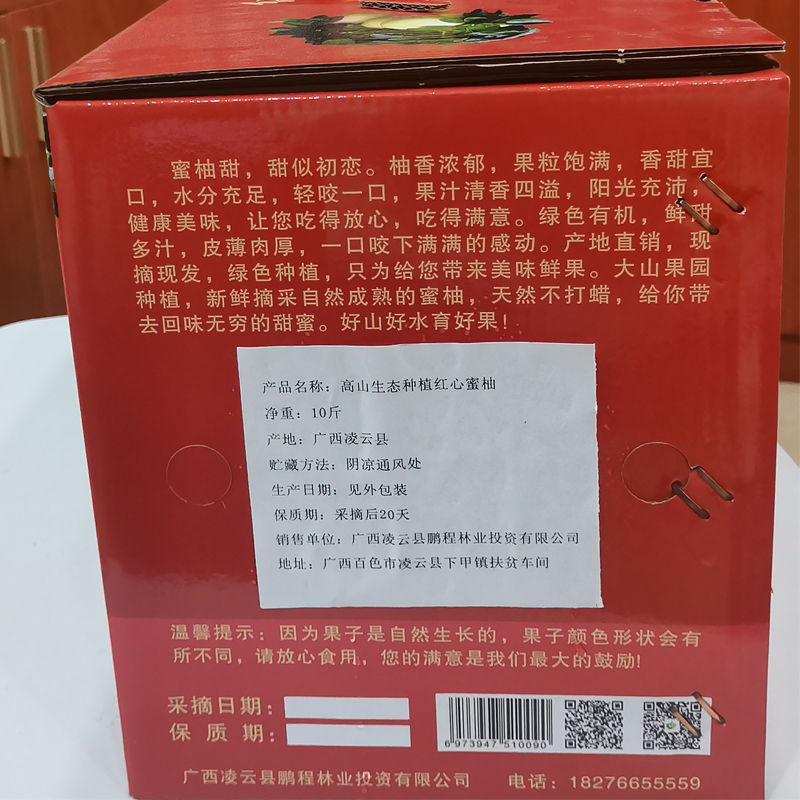 蜜柚甜，甜似初恋。柚香浓郁，果粒饱满，香甜宜
口，水分充足，轻咬一口，果汁清香四溢，阳光充沛，
健康美味，让您吃得放心，吃得满意。绿色有机，鲜甜
多汁，皮薄肉厚，一口咬下满满的感动。产地直销，现
摘现发，绿色种植，只为给您带来美味鲜果。大山果园
种植，新鲜摘采自然成熟的蜜柚，天然不打蜡，给你带
去回味无穷的甜蜜。好山好水育好果！
产品名称：高山生态种植红心蜜柚
净重：10斤
产地：广西凌云县
贮藏方法：阴凉通风处
生产日期：见外包装
保质期：采摘后20天
销售单位：广西凌云县鹏程林业投资有限公司
地址：广西百色市凌云县下甲镇扶贫车间
温馨提示：因为果子是自然生长的，果子颜色形状会有
所不同，请放心食用，您的满意是我们最大的鼓励！
采摘日期：
保质期：
6973947510090
广西凌云县鹏程林业投资有限公司 电话：18276655559